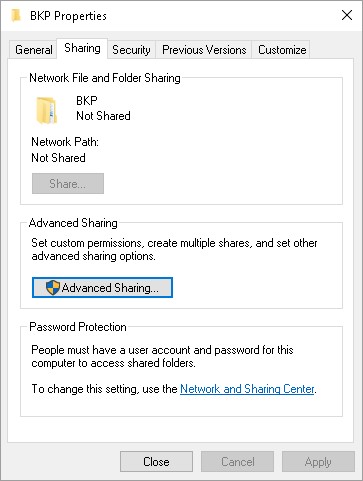 BKP Properties
General Sharing Security Previous Versions Customize
Network File and Folder Sharing
BKP
Not Shared
Network Path:
Not Shared
Share...
Advanced Sharing
Set custom permissions, create multiple shares, and set other
advanced sharing options.
Advanced Sharing...
Password Protection
People must have a user account and password for this
computer to access shared folders.
To change this setting, use the Network and Sharing Center.
Close Cancel Apply